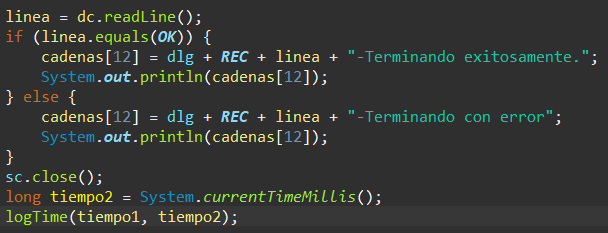 linea = dc.readLine();
if (linea.equals(OK)) {
    cadenas[12] = dlg + REC + linea + "-Terminando exitosamente.";
    System.out.println(cadenas[12]);
} else {
    cadenas[12] = dlg + REC + linea + "-Terminando con error";
    System.out.println(cadenas[12]);
}
sc.close();
long tiempo2 = System.currentTimeMillis();
logTime(tiempo1, tiempo2);